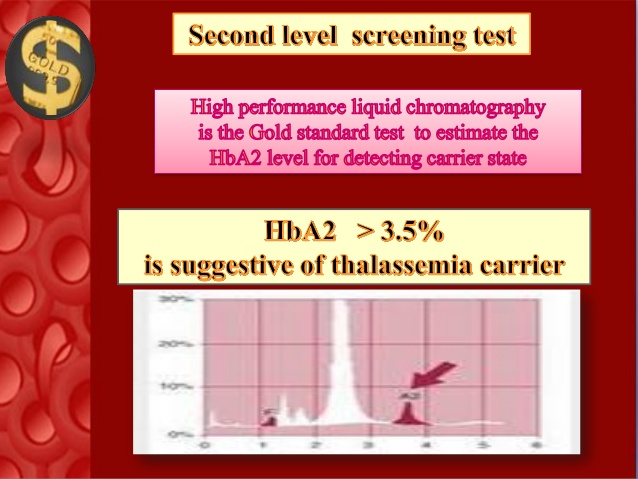 Second level screening test
GOLD
High performance liquid chromatography
is the Gold standard test to estimate the
HbA2 level for detecting carrier state
HbA2 > 3.5%
is suggestive of thalassemia carrier
30%
20%
10%
0%
F
A2
0 1 2 3 4 5 6